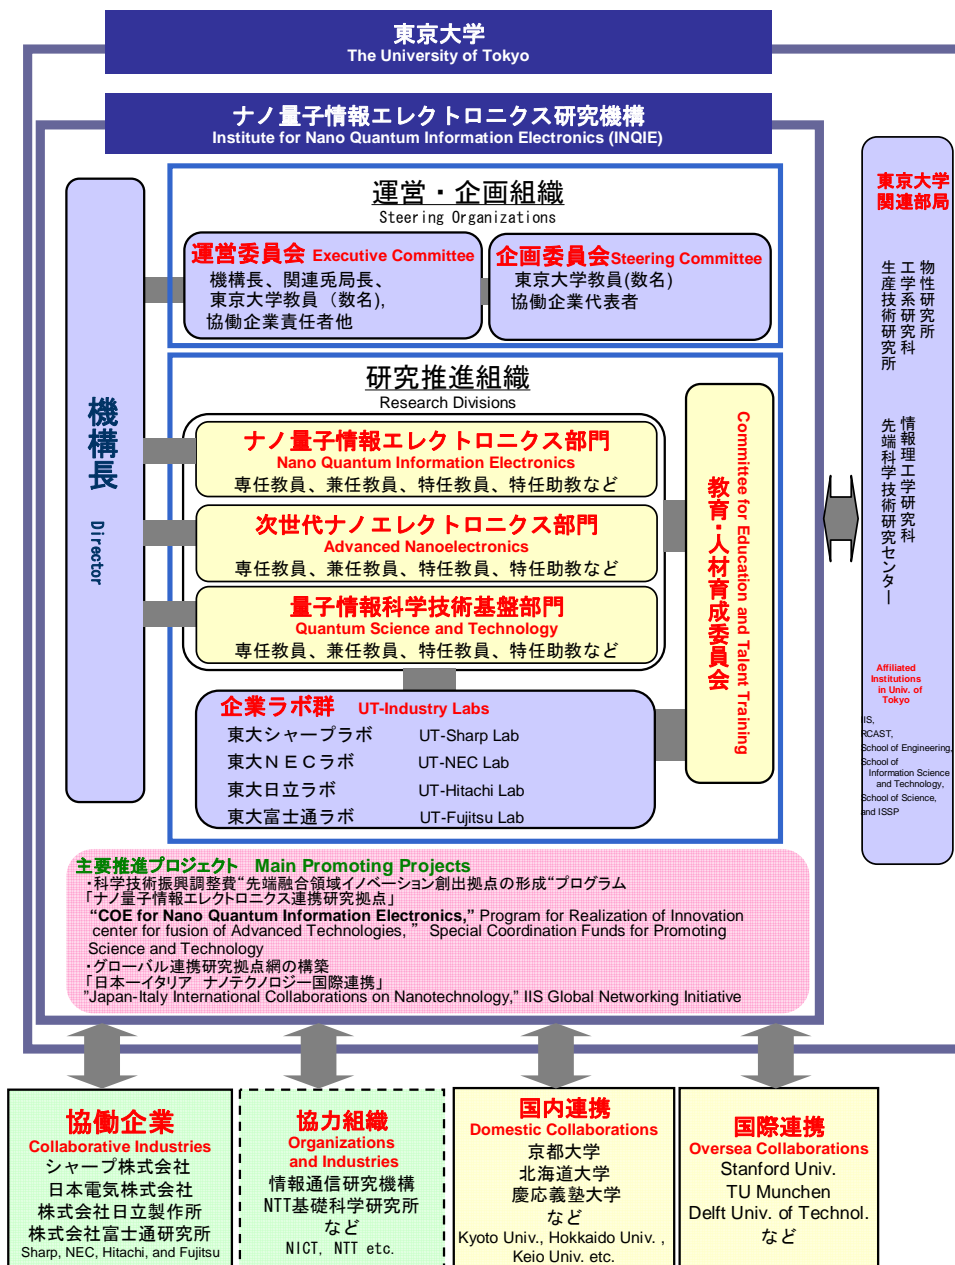 東京大学
The University of Tokyo
ナノ量子情報エレクトロニクス研究機構
Institute for Nano Quantum Information Electronics (INQIE)
機構長
Director
運営・企画組織
Steering Organizations
運営委員会 Executive Committee
機構長、関連兎局長、
東京大学教員（数名),
協働企業責任者他
企画委員会Steering Committee
東京大学教員(数名)
協働企業代表者
研究推進組織
Research Divisions
ナノ量子情報エレクトロニクス部門
Nano Quantum Information Electronics
専任教員、兼任教員、特任教員、特任助教など
次世代ナノエレクトロニクス部門
Advanced Nanoelectronics
専任教員、兼任教員、特任教員、特任助教など
量子情報科学技術基盤部門
Quantum Science and Technology
専任教員、兼任教員、特任教員、特任助教など
Committee for Education and Talent Training
教育・人材育成委員会
企業ラボ群 UT-Industry Labs
東大シャープラボ UT-Sharp Lab
東大ＮＥＣラボ UT-NEC Lab
東大日立ラボ UT-Hitachi Lab
東大富士通ラボ UT-Fujitsu Lab
東京大学
関連部局
物性研究所
工学系研究科
生産技術研究所
情報理工学研究科
先端科学技術研究センター
Affiliated
Institutions
in Univ. of
Tokyo
IIS,
RCAST,
School of Engineering,
School of
Information Science
and Technology,
School of Science,
and ISSP
主要推進プロジェクト Main Promoting Projects
・科学技術振興調整費“先端融合領域イノベーション創出拠点の形成“プログラム
「ナノ量子情報エレクトロニクス連携研究拠点」
“COE for Nano Quantum Information Electronics,” Program for Realization of Innovation
center for fusion of Advanced Technologies, ” Special Coordination Funds for Promoting
Science and Technology
・グローバル連携研究拠点網の構築
「日本ーイタリア ナノテクノロジー国際連携」
”Japan-Italy International Collaborations on Nanotechnology,” IIS Global Networking Initiative
協働企業
Collaborative Industries
シャープ株式会社
日本電気株式会社
株式会社日立製作所
株式会社富士通研究所
Sharp, NEC, Hitachi, and Fujitsu
協力組織
Organizations
and Industries
情報通信研究機構
NTT基礎科学研究所
など
NICT, NTT etc.
国内連携
Domestic Collaborations
京都大学
北海道大学
慶応義塾大学
など
Kyoto Univ., Hokkaido Univ. ,
Keio Univ. etc.
国際連携
Oversea Collaborations
Stanford Univ.
TU Munchen
Delft Univ. of Technol.
など